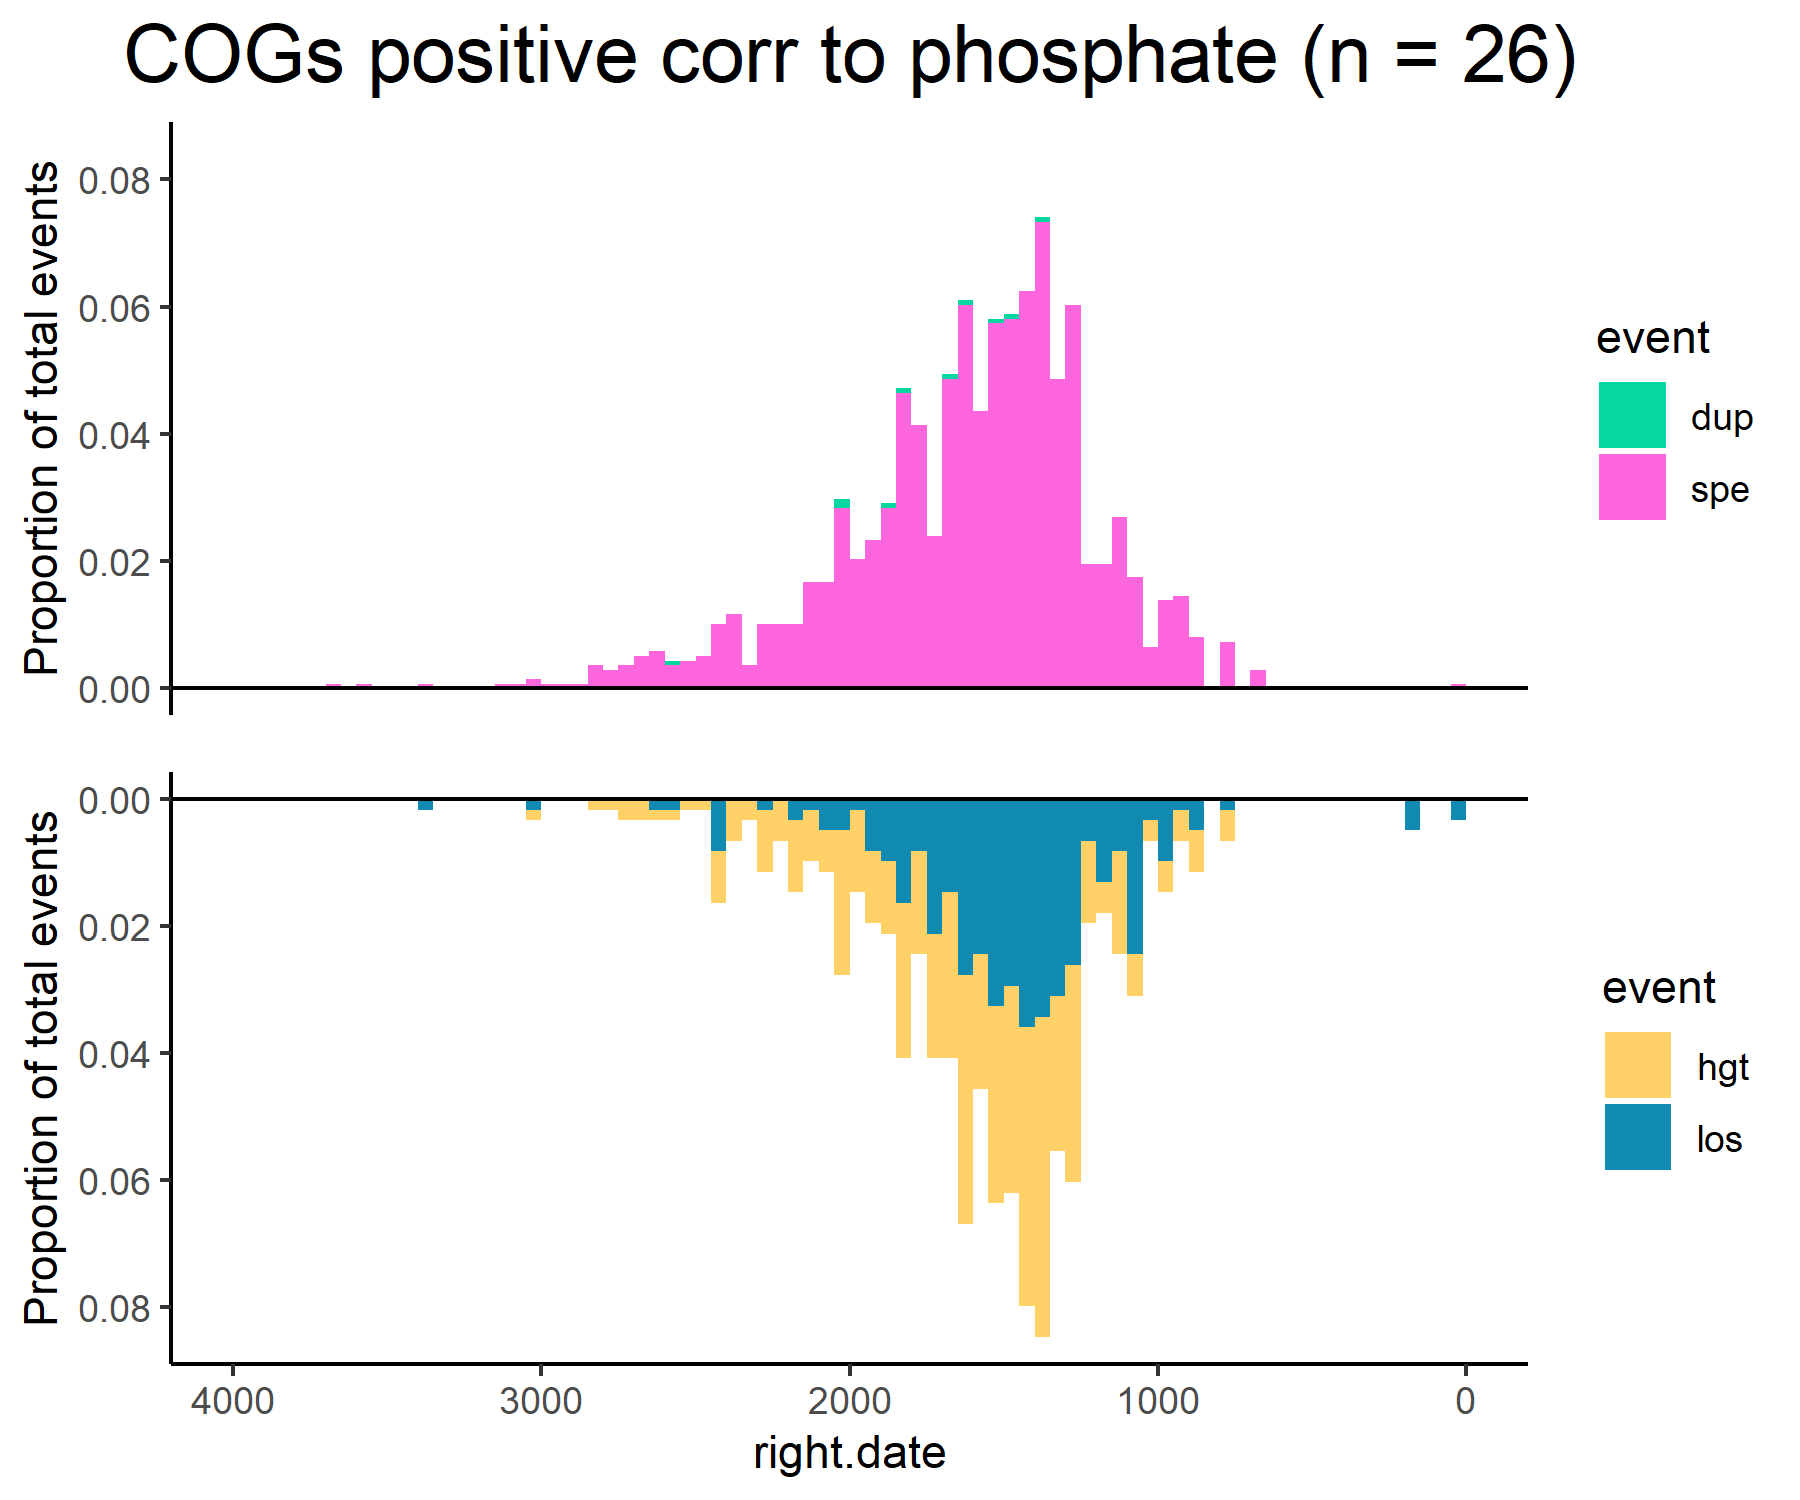 COGs positive corr to phosphate (n = 26)
Proportion of total events
0.08
0.06
0.04
0.02
0.00
event
dup
spe
Proportion of total events
0.00
0.02
0.04
0.06
0.08
event
hgt
los
4000 3000 2000 1000 0
right.date